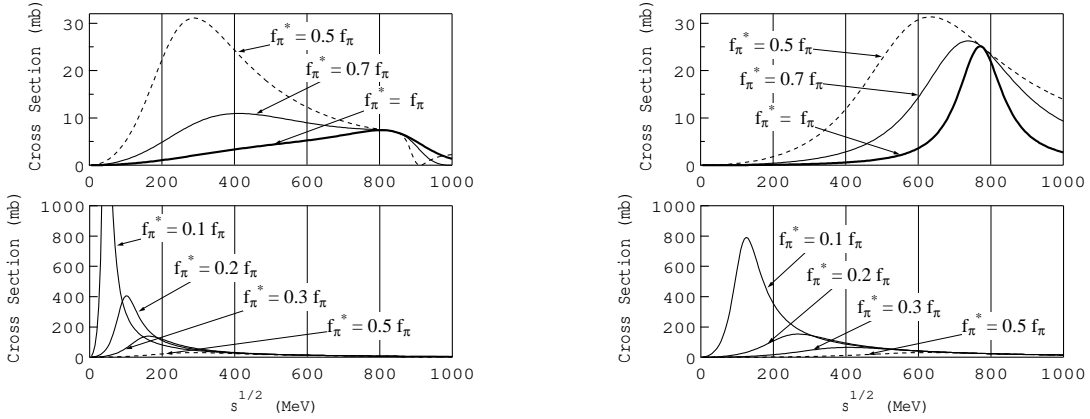 Cross Section (mb)
30
20
10
0
f_π^* = 0.5 f_π
f_π^* = 0.7 f_π
f_π^* = f_π
0 200 400 600 800 1000
Cross Section (mb)
1000
800
600
400
200
0
f_π^* = 0.1 f_π
f_π^* = 0.2 f_π
f_π^* = 0.3 f_π
f_π^* = 0.5 f_π
0 200 400 600 800 1000
s^1/2 (MeV)
Cross Section (mb)
30
20
10
0
f_π^* = 0.5 f_π
f_π^* = 0.7 f_π
f_π^* = f_π
0 200 400 600 800 1000
Cross Section (mb)
1000
800
600
400
200
0
f_π^* = 0.1 f_π
f_π^* = 0.2 f_π
f_π^* = 0.3 f_π
f_π^* = 0.5 f_π
0 200 400 600 800 1000
s^1/2 (MeV)